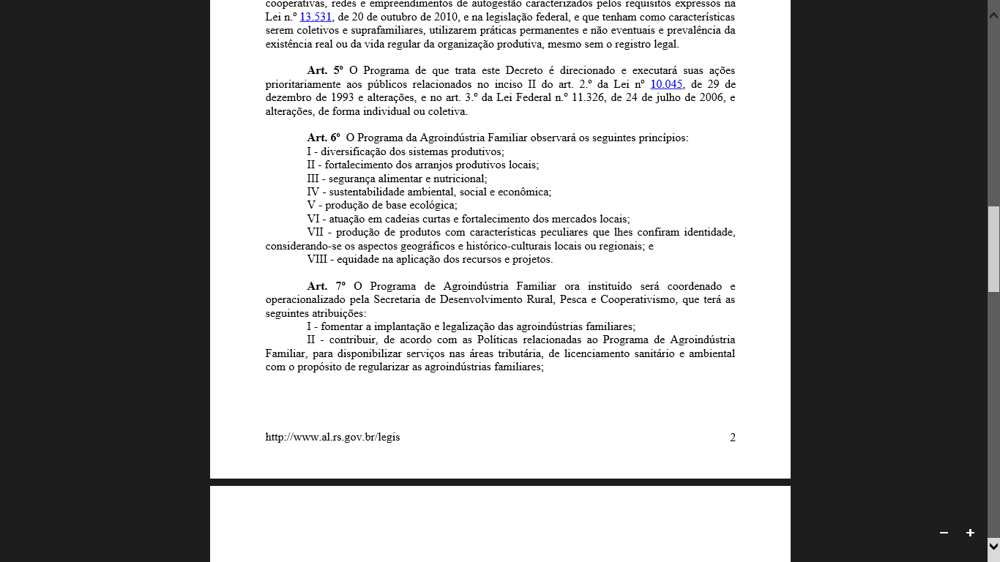 cooperativas, redes e empreendimentos de autogestão caracterizados pelos requisitos expressos na
Lei n.º 13.531, de 20 de outubro de 2010, e na legislação federal, e que tenham como características
serem coletivos e suprafamiliares, utilizarem práticas permanentes e não eventuais e prevalência da
existência real ou da vida regular da organização produtiva, mesmo sem o registro legal.
Art. 5º O Programa de que trata este Decreto é direcionado e executará suas ações
prioritariamente aos públicos relacionados no inciso II do art. 2.º da Lei nº 10.045, de 29 de
dezembro de 1993 e alterações, e no art. 3.º da Lei Federal n.º 11.326, de 24 de julho de 2006, e
alterações, de forma individual ou coletiva.
Art. 6º O Programa da Agroindústria Familiar observará os seguintes princípios:
I - diversificação dos sistemas produtivos;
II - fortalecimento dos arranjos produtivos locais;
III - segurança alimentar e nutricional;
IV - sustentabilidade ambiental, social e econômica;
V - produção de base ecológica;
VI - atuação em cadeias curtas e fortalecimento dos mercados locais;
VII - produção de produtos com características peculiares que lhes confiram identidade,
considerando-se os aspectos geográficos e histórico-culturais locais ou regionais; e
VIII - equidade na aplicação dos recursos e projetos.
Art. 7º O Programa de Agroindústria Familiar ora instituído será coordenado e
operacionalizado pela Secretaria de Desenvolvimento Rural, Pesca e Cooperativismo, que terá as
seguintes atribuições:
I - fomentar a implantação e legalização das agroindústrias familiares;
II - contribuir, de acordo com as Políticas relacionadas ao Programa de Agroindústria
Familiar, para disponibilizar serviços nas áreas tributária, de licenciamento sanitário e ambiental
com o propósito de regularizar as agroindústrias familiares;
http://www.al.rs.gov.br/legis 2